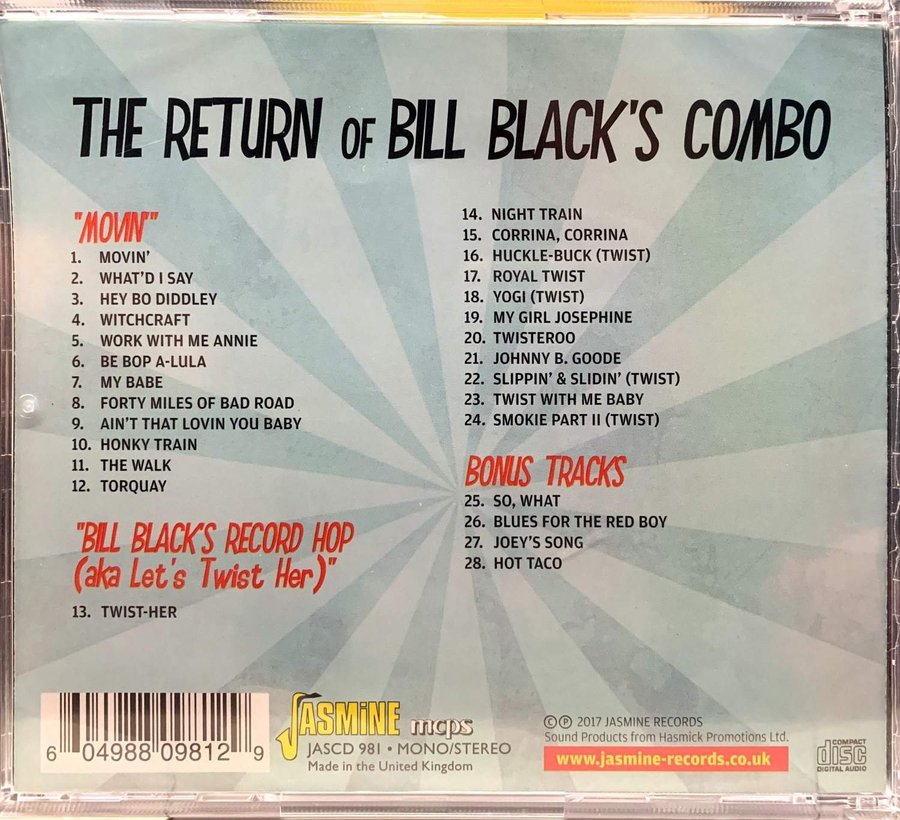 THE RETURN OF BILL BLACK'S COMBO
"MOVIN'"
1. MOVIN'
2. WHAT'D I SAY
3. HEY BO DIDDLEY
4. WITCHCRAFT
5. WORK WITH ME ANNIE
6. BE BOP A-LULA
7. MY BABE
8. FORTY MILES OF BAD ROAD
9. AIN'T THAT LOVIN YOU BABY
10. HONKY TRAIN
11. THE WALK
12. TORQUAY
"BILL BLACK'S RECORD HOP
(aka Let's Twist Her)"
13. TWIST-HER
14. NIGHT TRAIN
15. CORRINA, CORRINA
16. HUCKLE-BUCK (TWIST)
17. ROYAL TWIST
18. YOGI (TWIST)
19. MY GIRL JOSEPHINE
20. TWISTEROO
21. JOHNNY B. GOODE
22. SLIPPIN' & SLIDIN' (TWIST)
23. TWIST WITH ME BABY
24. SMOKIE PART II (TWIST)
BONUS TRACKS
25. SO, WHAT
26. BLUES FOR THE RED BOY
27. JOEY'S SONG
28. HOT TACO
6 04988 09812 9
JASMINE mcps
JASCD 981 • MONO/STEREO
Made in the United Kingdom
© ℗ 2017 JASMINE RECORDS
Sound Products from Hasmick Promotions Ltd.
www.jasmine-records.co.uk
COMPACT
disc
DIGITAL AUDIO